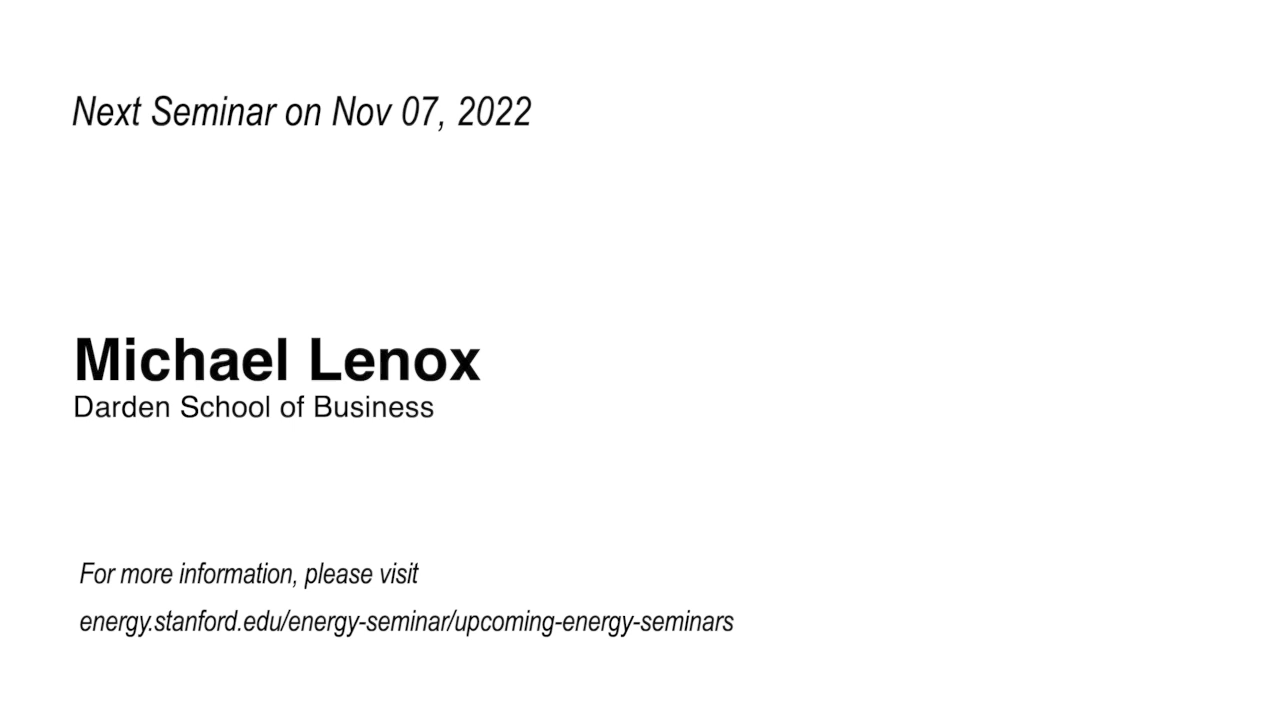 Next Seminar on Nov 07, 2022
Michael Lenox
Darden School of Business
For more information, please visit
energy.stanford.edu/energy-seminar/upcoming-energy-seminars